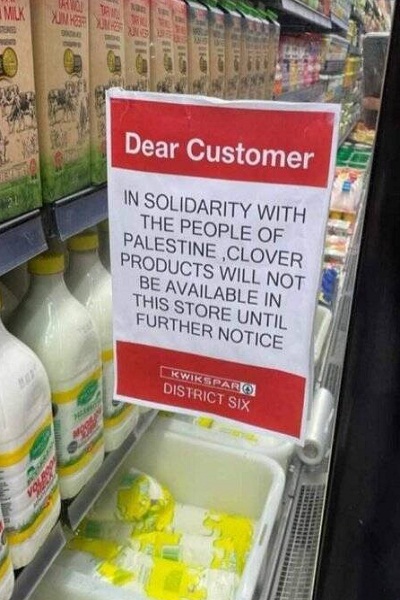 Dear Customer
IN SOLIDARITY WITH
THE PEOPLE OF
PALESTINE ,CLOVER
PRODUCTS WILL NOT
BE AVAILABLE IN
THIS STORE UNTIL
FURTHER NOTICE
KWIKSPAR
DISTRICT SIX
MILK
2L